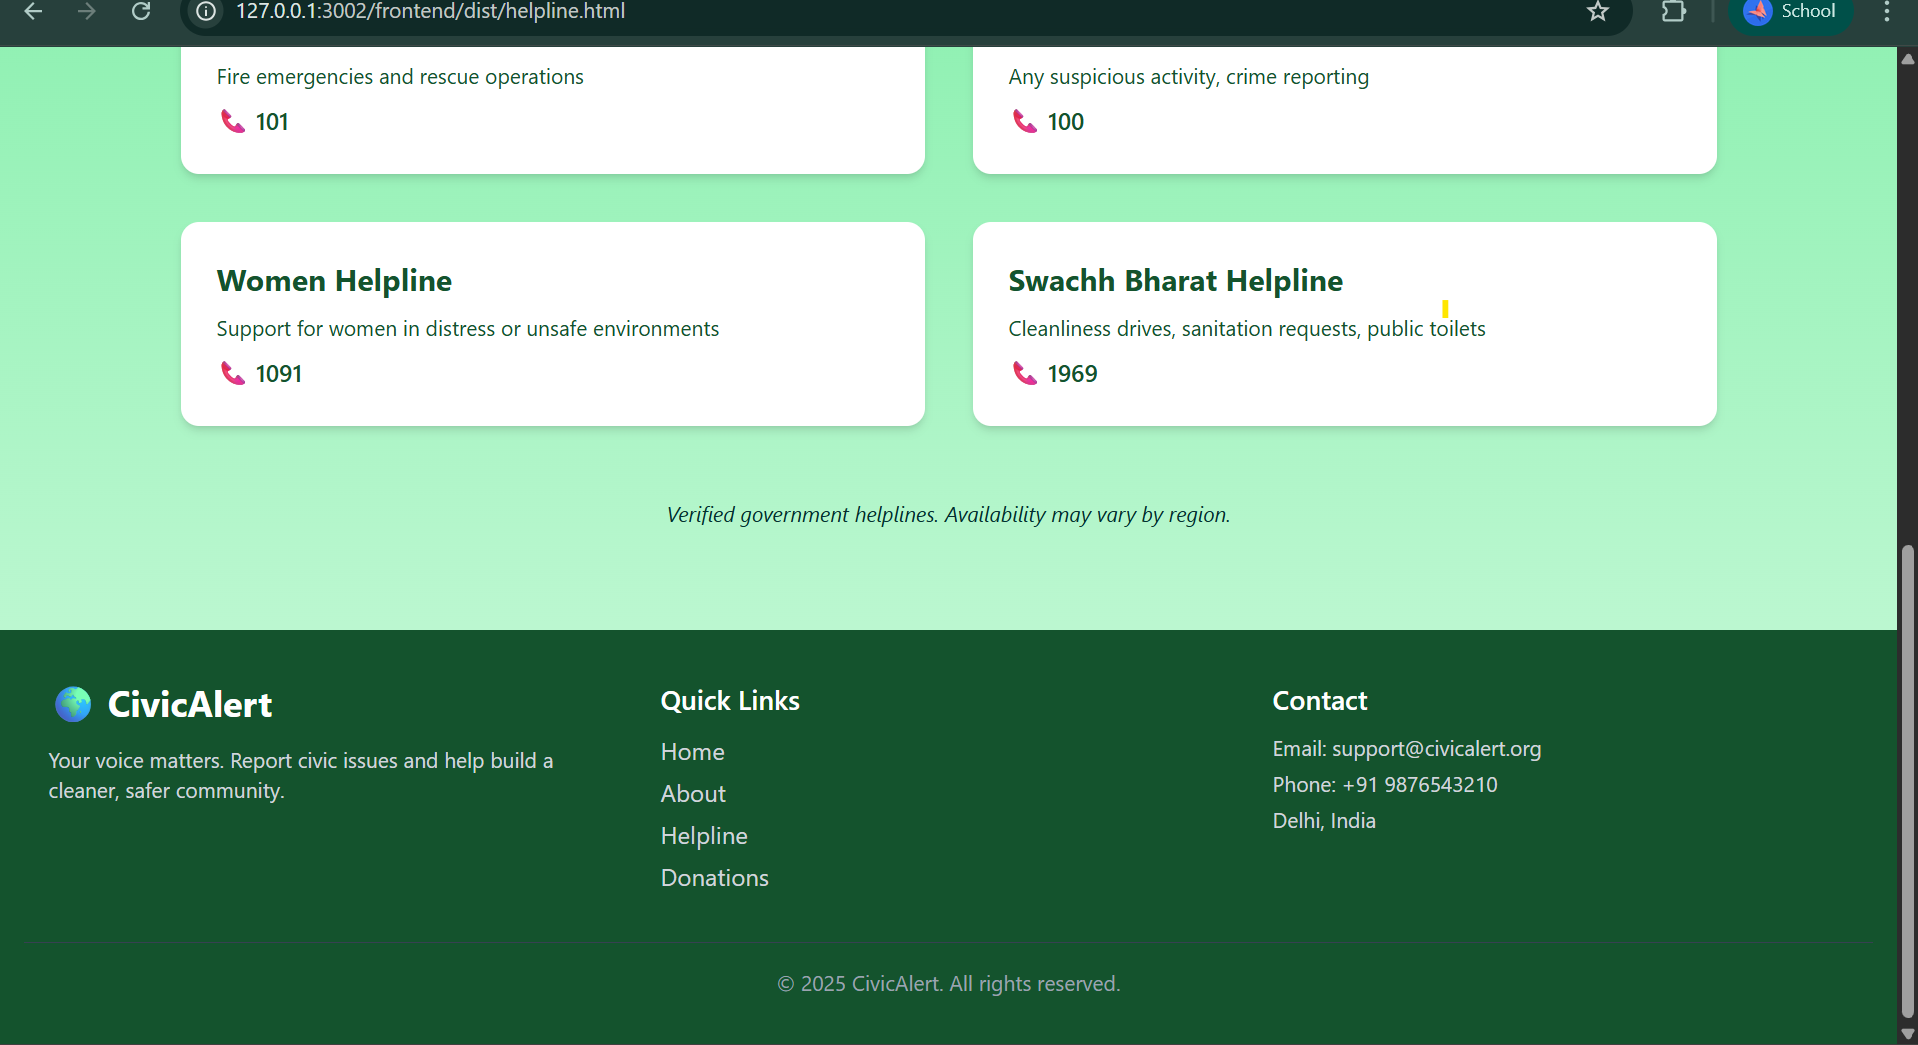 127.0.0.1:3002/frontend/dist/helpline.html
School
Fire emergencies and rescue operations
101
Any suspicious activity, crime reporting
100
Women Helpline
Support for women in distress or unsafe environments
1091
Swachh Bharat Helpline
Cleanliness drives, sanitation requests, public toilets
1969
Verified government helplines. Availability may vary by region.
CivicAlert
Your voice matters. Report civic issues and help build a
cleaner, safer community.
Quick Links
Home
About
Helpline
Donations
Contact
Email: support@civicalert.org
Phone: +91 9876543210
Delhi, India
© 2025 CivicAlert. All rights reserved.